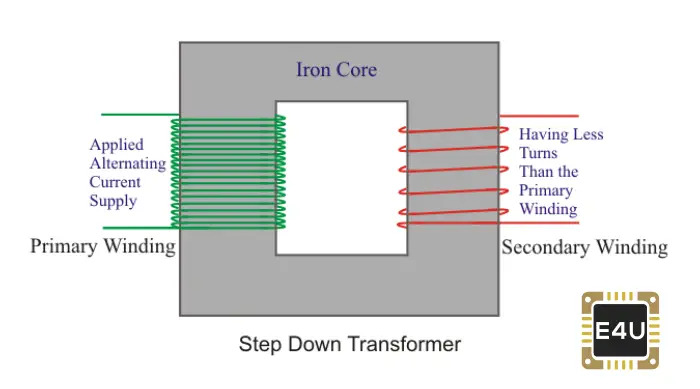 Iron Core
Applied
Alternating
Current
Supply
Having Less
Turns
Than the
Primary
Winding
Primary Winding
Secondary Winding
Step Down Transformer
E4U